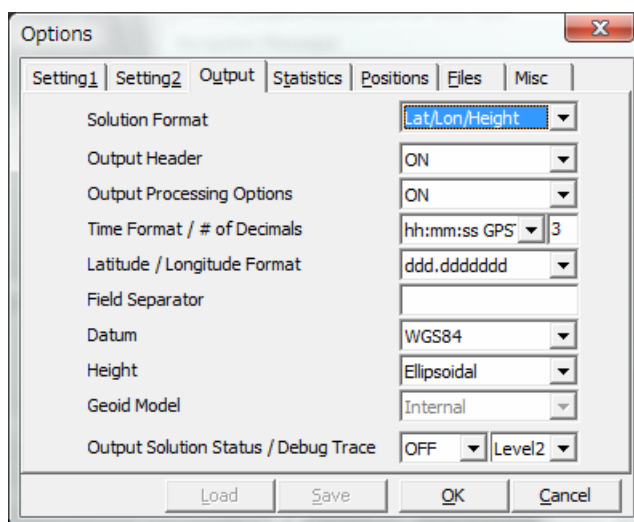 Options
Setting1 Setting2 Output Statistics Positions Files Misc
Solution Format Lat/Lon/Height
Output Header ON
Output Processing Options ON
Time Format / # of Decimals hh:mm:ss GPS 3
Latitude / Longitude Format ddd.ddddddd
Field Separator
Datum WGS84
Height Ellipsoidal
Geoid Model Internal
Output Solution Status / Debug Trace OFF Level2
Load Save OK Cancel